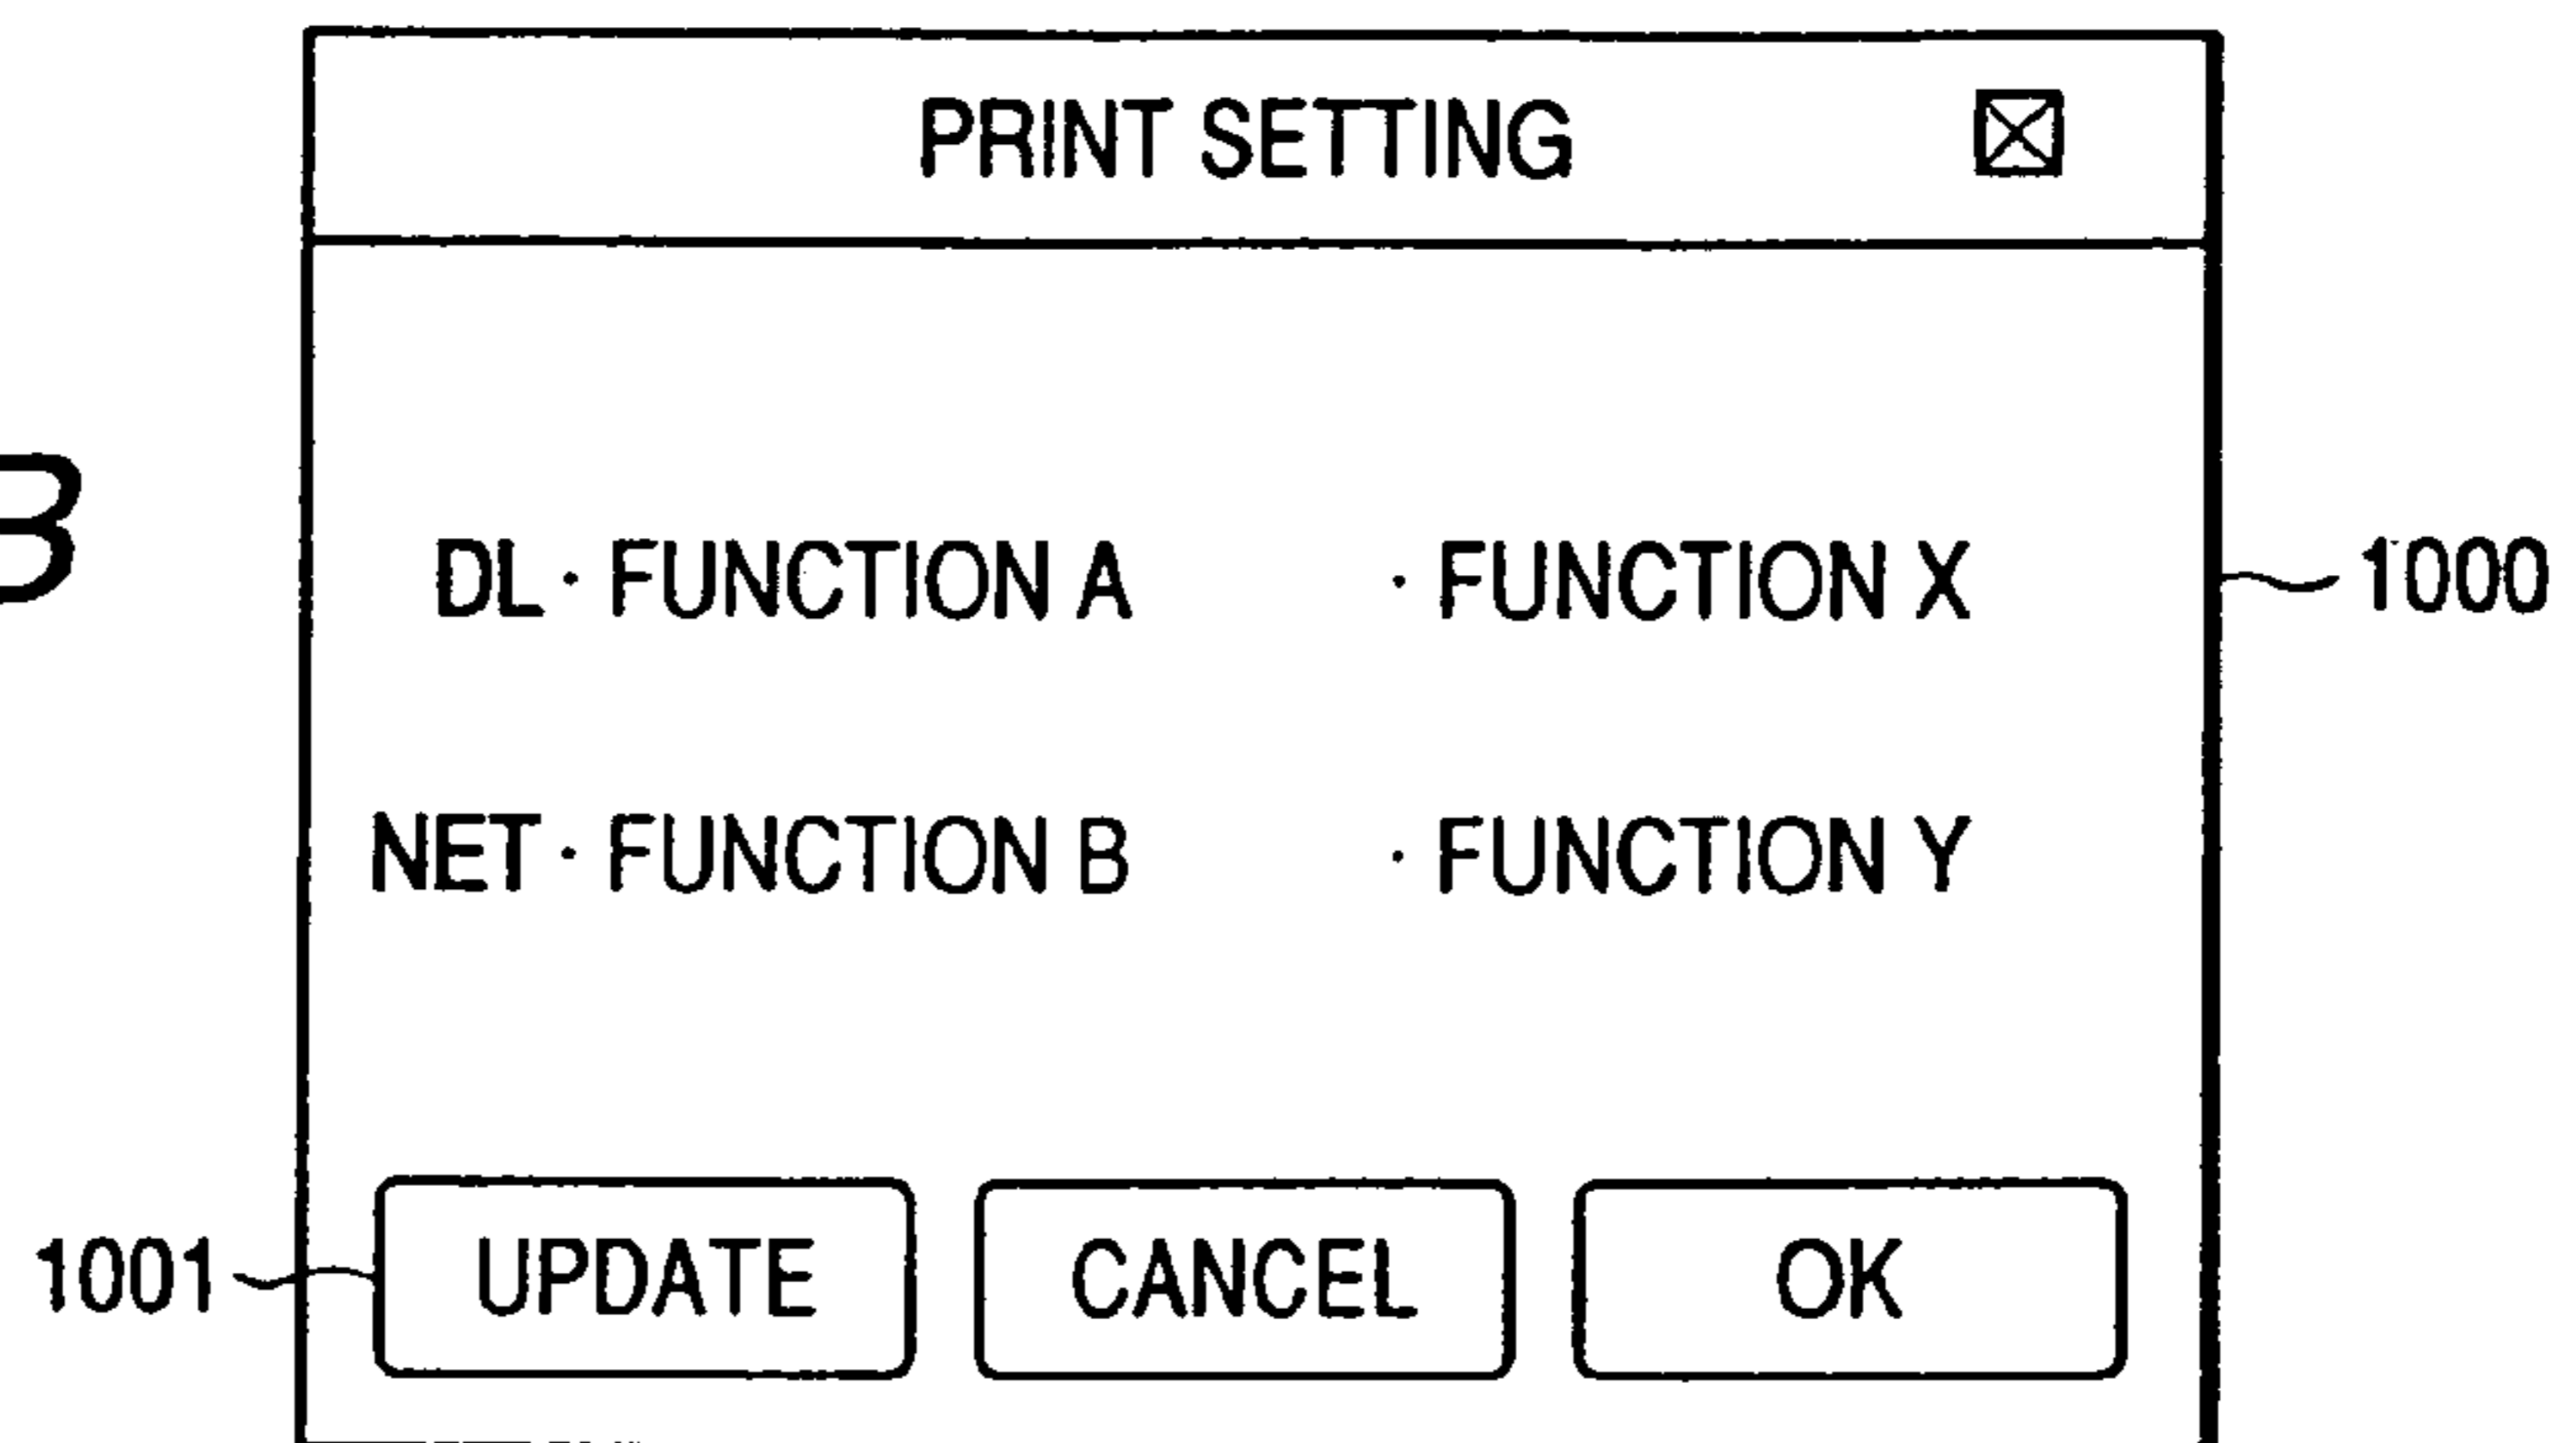 PRINT SETTING
B
DL · FUNCTION A · FUNCTION X
1000
NET · FUNCTION B · FUNCTION Y
1001
UPDATE CANCEL OK